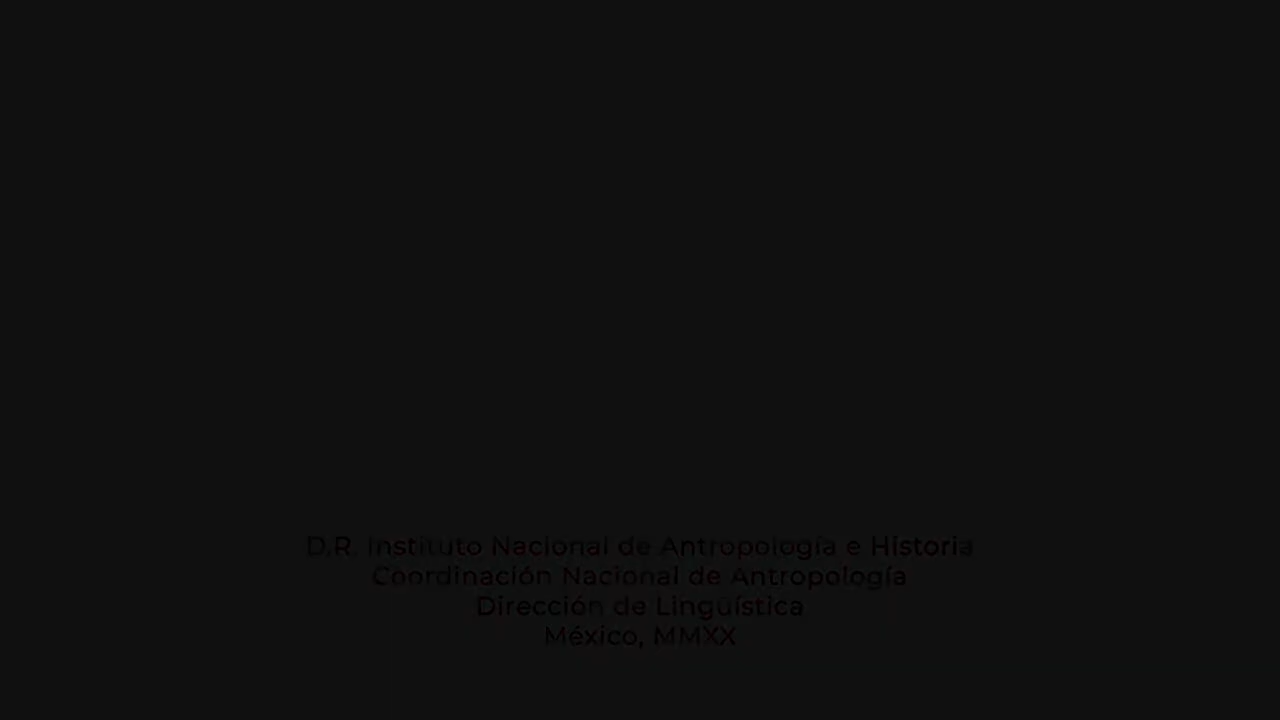 D.R. Instituto Nacional de Antropología e Historia
Coordinación Nacional de Antropología
Dirección de Lingüística
México, MMXX